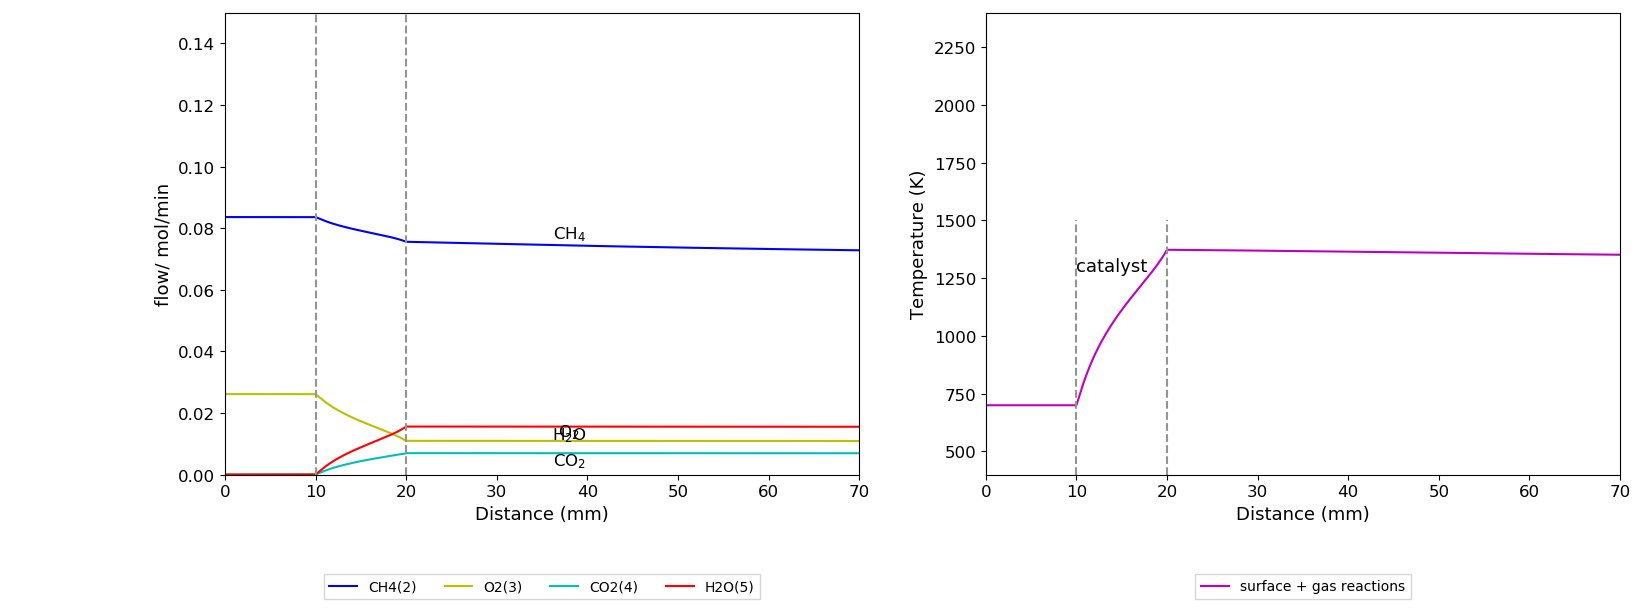 flow/ mol/min
0.14
0.12
0.10
0.08
0.06
0.04
0.02
0.00
CH₄
O₂
H₂O
CO₂
0 10 20 30 40 50 60 70
Distance (mm)
CH4(2) O2(3) CO2(4) H2O(5)
Temperature (K)
2250
2000
1750
1500
1250
1000
750
500
catalyst
0 10 20 30 40 50 60 70
Distance (mm)
surface + gas reactions